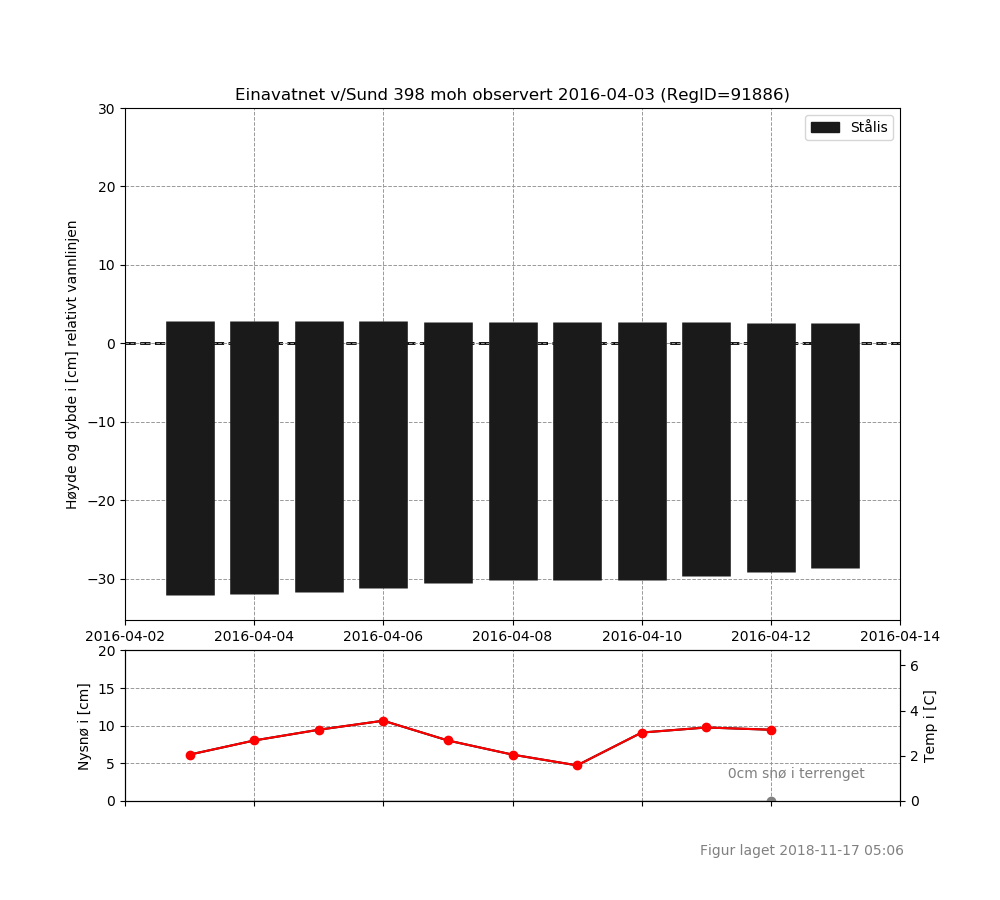 Einavatnet v/Sund 398 moh observert 2016-04-03 (RegID=91886)
Stålis
Høyde og dybde i [cm] relativt vannlinjen
30
20
10
0
−10
−20
−30
2016-04-02 2016-04-04 2016-04-06 2016-04-08 2016-04-10 2016-04-12 2016-04-14
Nysnø i [cm]
20
15
10
5
0
6
4
2
0
Temp i [C]
0cm snø i terrenget
Figur laget 2018-11-17 05:06